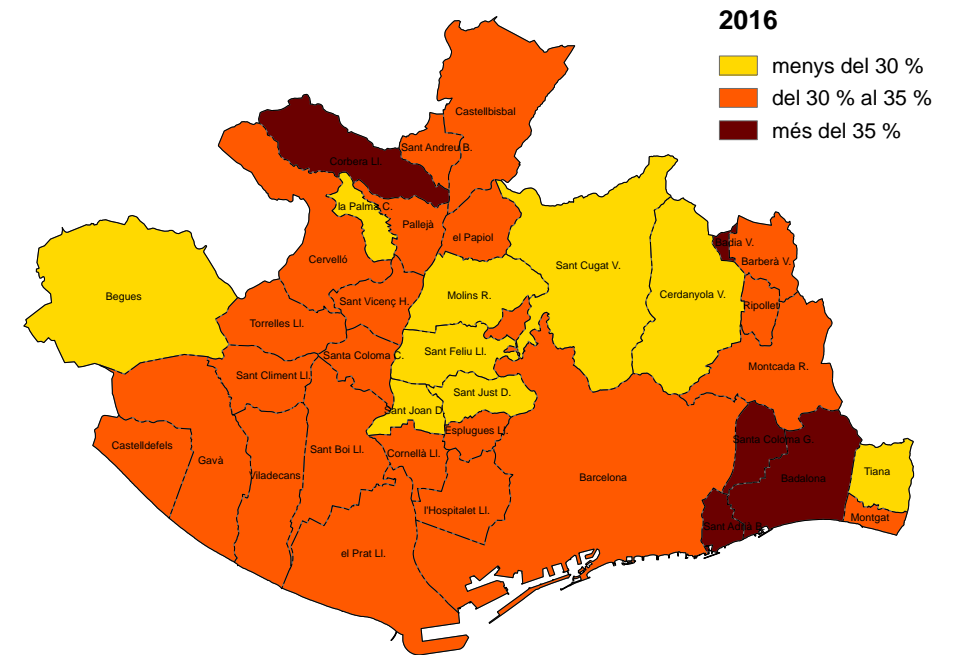 2016
menys del 30 %
del 30 % al 35 %
més del 35 %
Castellbisbal
Sant Andreu B.
Corbera Ll.
la Palma C.
Pallejà
el Papiol
Cervelló
Sant Cugat V.
Badia V.
Barberà V.
Begues
Molins R.
Cerdanyola V.
Sant Vicenç H.
Ripollet
Torrelles Ll.
Santa Coloma C.
Sant Feliu Ll.
Montcada R.
Sant Climent Ll.
Sant Just D.
Sant Joan D.
Esplugues Ll.
Castelldefels
Gavà
Viladecans
Sant Boi Ll.
Cornellà Ll.
Santa Coloma G.
Barcelona
Badalona
Tiana
l'Hospitalet Ll.
Montgat
Sant Adrià B.
el Prat Ll.